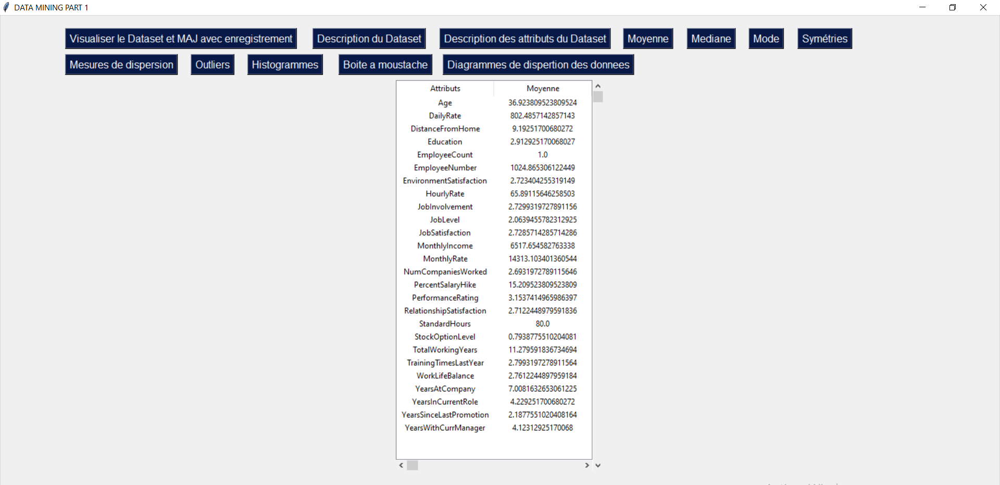 DATA MINING PART 1
Visualiser le Dataset et MAJ avec enregistrement Description du Dataset Description des attributs du Dataset Moyenne Mediane Mode Symétries
Mesures de dispersion Outliers Histogrammes Boite a moustache Diagrammes de dispertion des donnees
Attributs Moyenne
Age 36.923809523809524
DailyRate 802.4857142857143
DistanceFromHome 9.19251700680272
Education 2.912925170068027
EmployeeCount 1.0
EmployeeNumber 1024.865306122449
EnvironmentSatisfaction 2.723404255319149
HourlyRate 65.89115646258503
JobInvolvement 2.7299319727891156
JobLevel 2.0639455782312925
JobSatisfaction 2.7285714285714286
MonthlyIncome 6517.654582763338
MonthlyRate 14313.103401360544
NumCompaniesWorked 2.6931972789115646
PercentSalaryHike 15.209523809523809
PerformanceRating 3.1537414965986397
RelationshipSatisfaction 2.7122448979591836
StandardHours 80.0
StockOptionLevel 0.7938775510204081
TotalWorkingYears 11.279591836734694
TrainingTimesLastYear 2.7993197278911564
WorkLifeBalance 2.7612244897959184
YearsAtCompany 7.0081632653061225
YearsInCurrentRole 4.229251700680272
YearsSinceLastPromotion 2.1877551020408164
YearsWithCurrManager 4.12312925170068